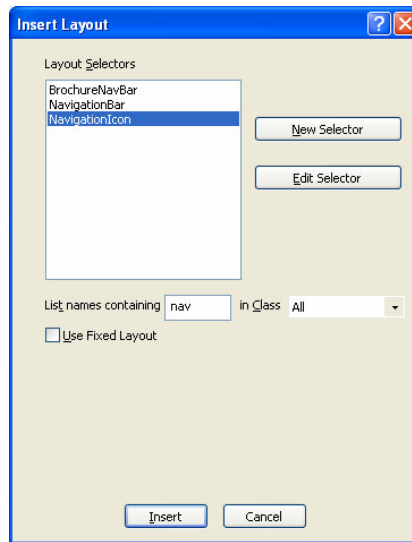 Insert Layout
Layout Selectors
BrochureNavBar
NavigationBar
NavigationIcon
New Selector
Edit Selector
List names containing nav in Class All
Use Fixed Layout
Insert Cancel